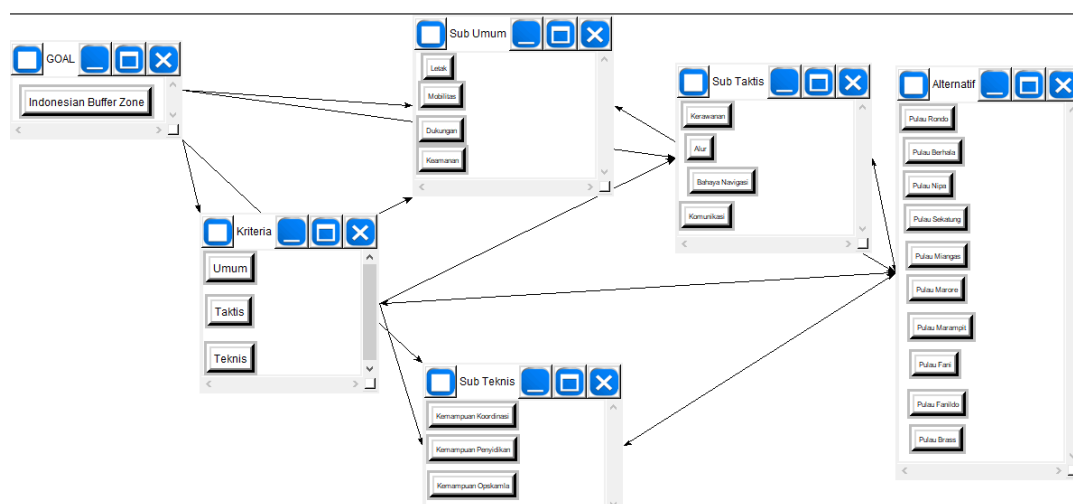 GOAL
Indonesian Buffer Zone
Sub Umum
Letak
Mobilitas
Dukungan
Keamanan
Kriteria
Umum
Taktis
Teknis
Sub Taktis
Kerawanan
Alur
Bahaya Navigasi
Komunikasi
Sub Teknis
Kemampuan Koordinasi
Kemampuan Penyidikan
Kemampuan Opskamla
Alternatif
Pulau Rondo
Pulau Berhala
Pulau Nipa
Pulau Sekatung
Pulau Miangas
Pulau Marore
Pulau Marampit
Pulau Fani
Pulau Fanildo
Pulau Brass